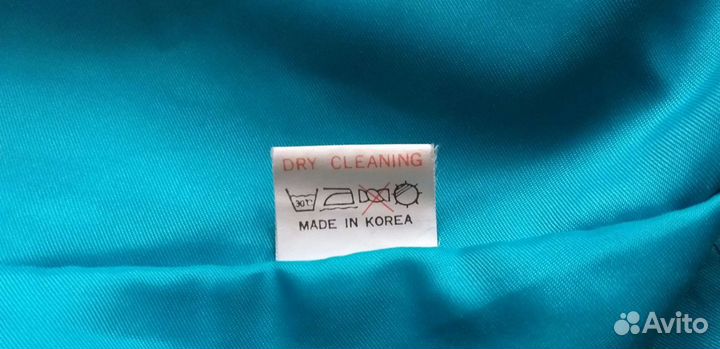 DRY CLEANING
30℃
MADE IN KOREA
Avito